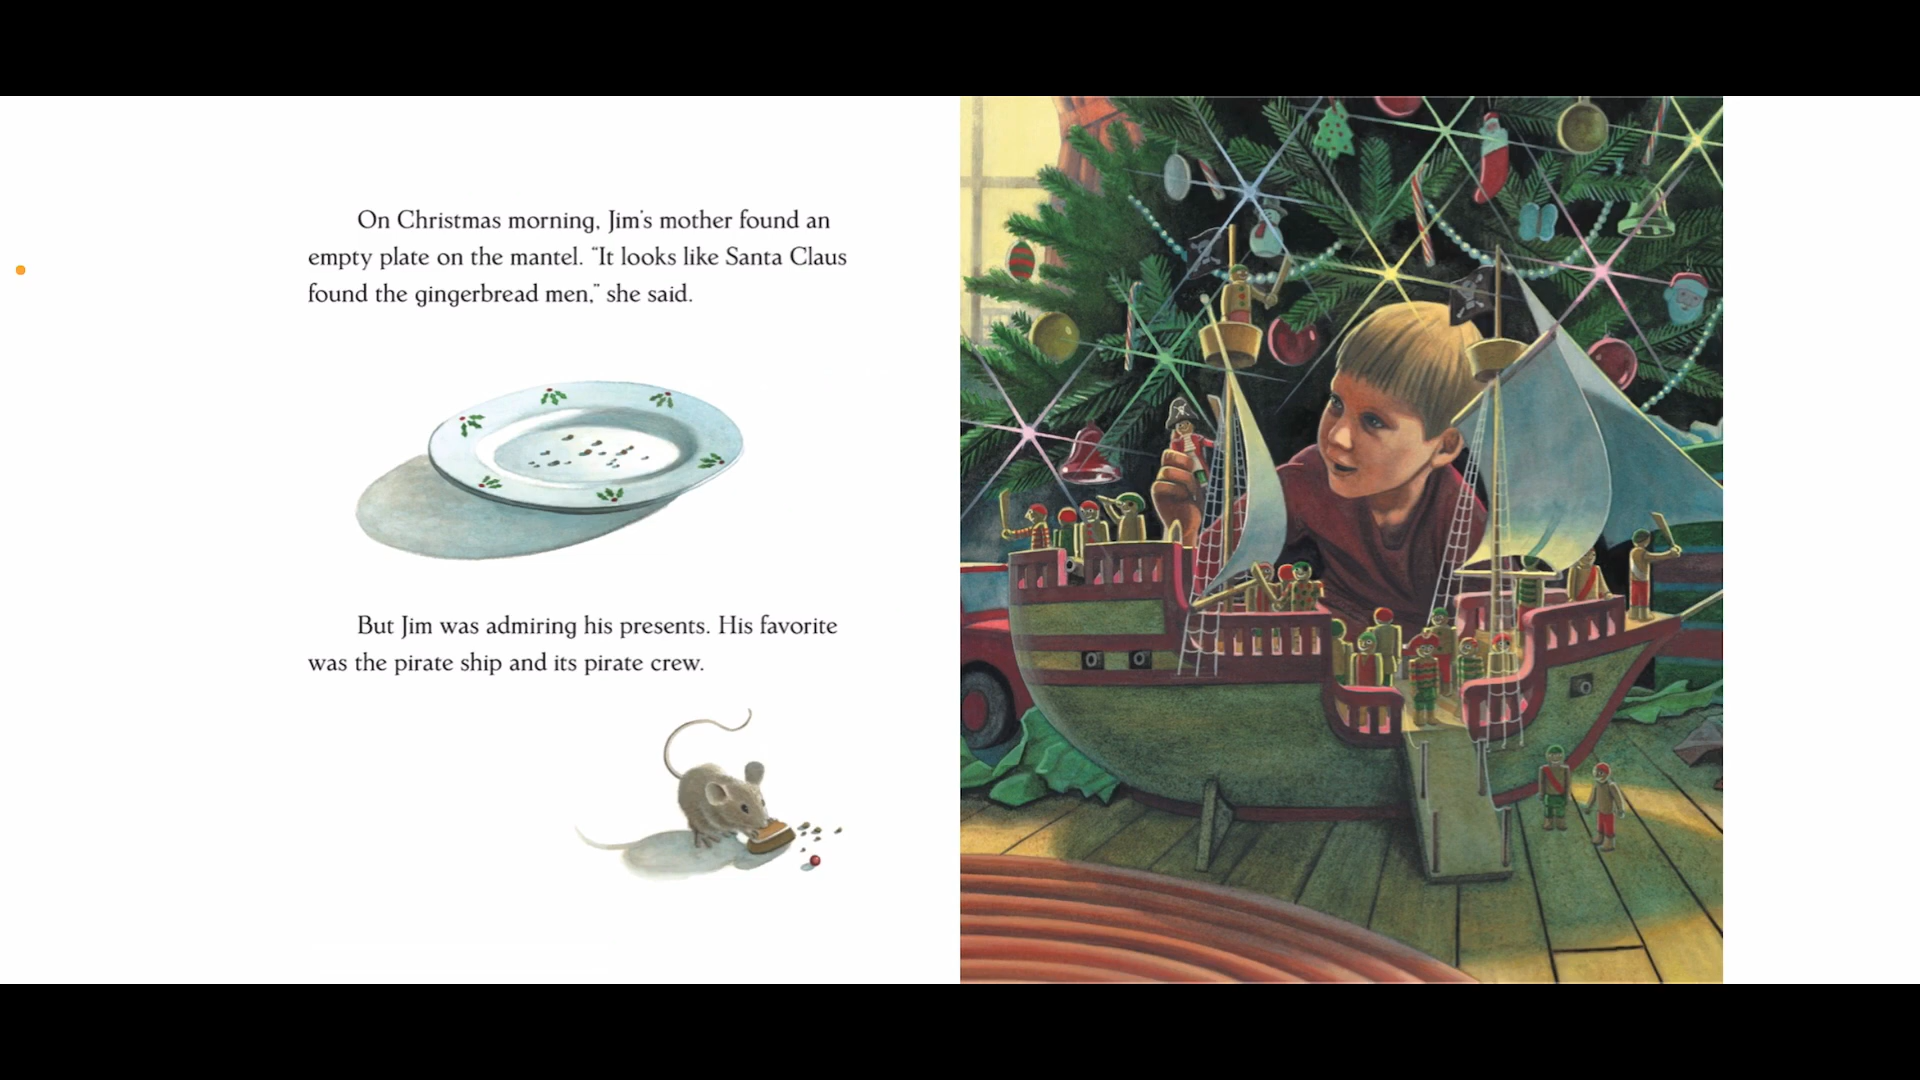 On Christmas morning, Jim's mother found an
empty plate on the mantel. "It looks like Santa Claus
found the gingerbread men," she said.
But Jim was admiring his presents. His favorite
was the pirate ship and its pirate crew.